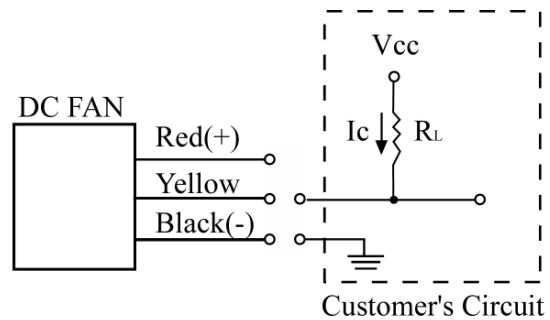 Vcc
DC FAN
Red(+)
Ic
RL
Yellow
Black(-)
Customer's Circuit